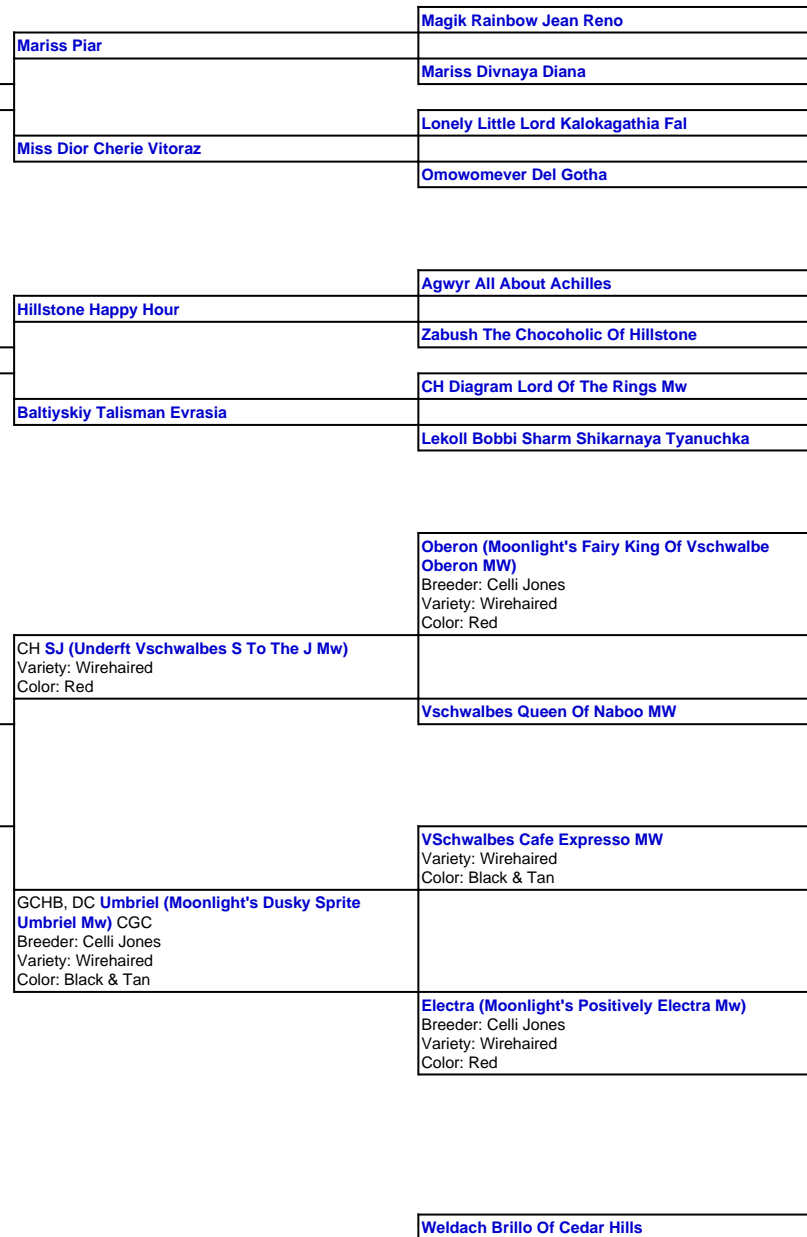 Magik Rainbow Jean Reno
Mariss Piar
Mariss Divnaya Diana
Lonely Little Lord Kalokagathia Fal
Miss Dior Cherie Vitoraz
Omowomever Del Gotha
Agwyr All About Achilles
Hillstone Happy Hour
Zabush The Chocoholic Of Hillstone
CH Diagram Lord Of The Rings Mw
Baltiyskiy Talisman Evrasia
Lekoll Bobbi Sharm Shikarnaya Tyanuchka
Oberon (Moonlight's Fairy King Of Vschwalbe
Oberon MW)
Breeder: Celli Jones
Variety: Wirehaired
Color: Red
CH SJ (Underft Vschwalbes S To The J Mw)
Variety: Wirehaired
Color: Red
Vschwalbes Queen Of Naboo MW
VSchwalbes Cafe Expresso MW
Variety: Wirehaired
Color: Black & Tan
GCHB, DC Umbriel (Moonlight's Dusky Sprite
Umbriel Mw) CGC
Breeder: Celli Jones
Variety: Wirehaired
Color: Black & Tan
Electra (Moonlight's Positively Electra Mw)
Breeder: Celli Jones
Variety: Wirehaired
Color: Red
Weldach Brillo Of Cedar Hills